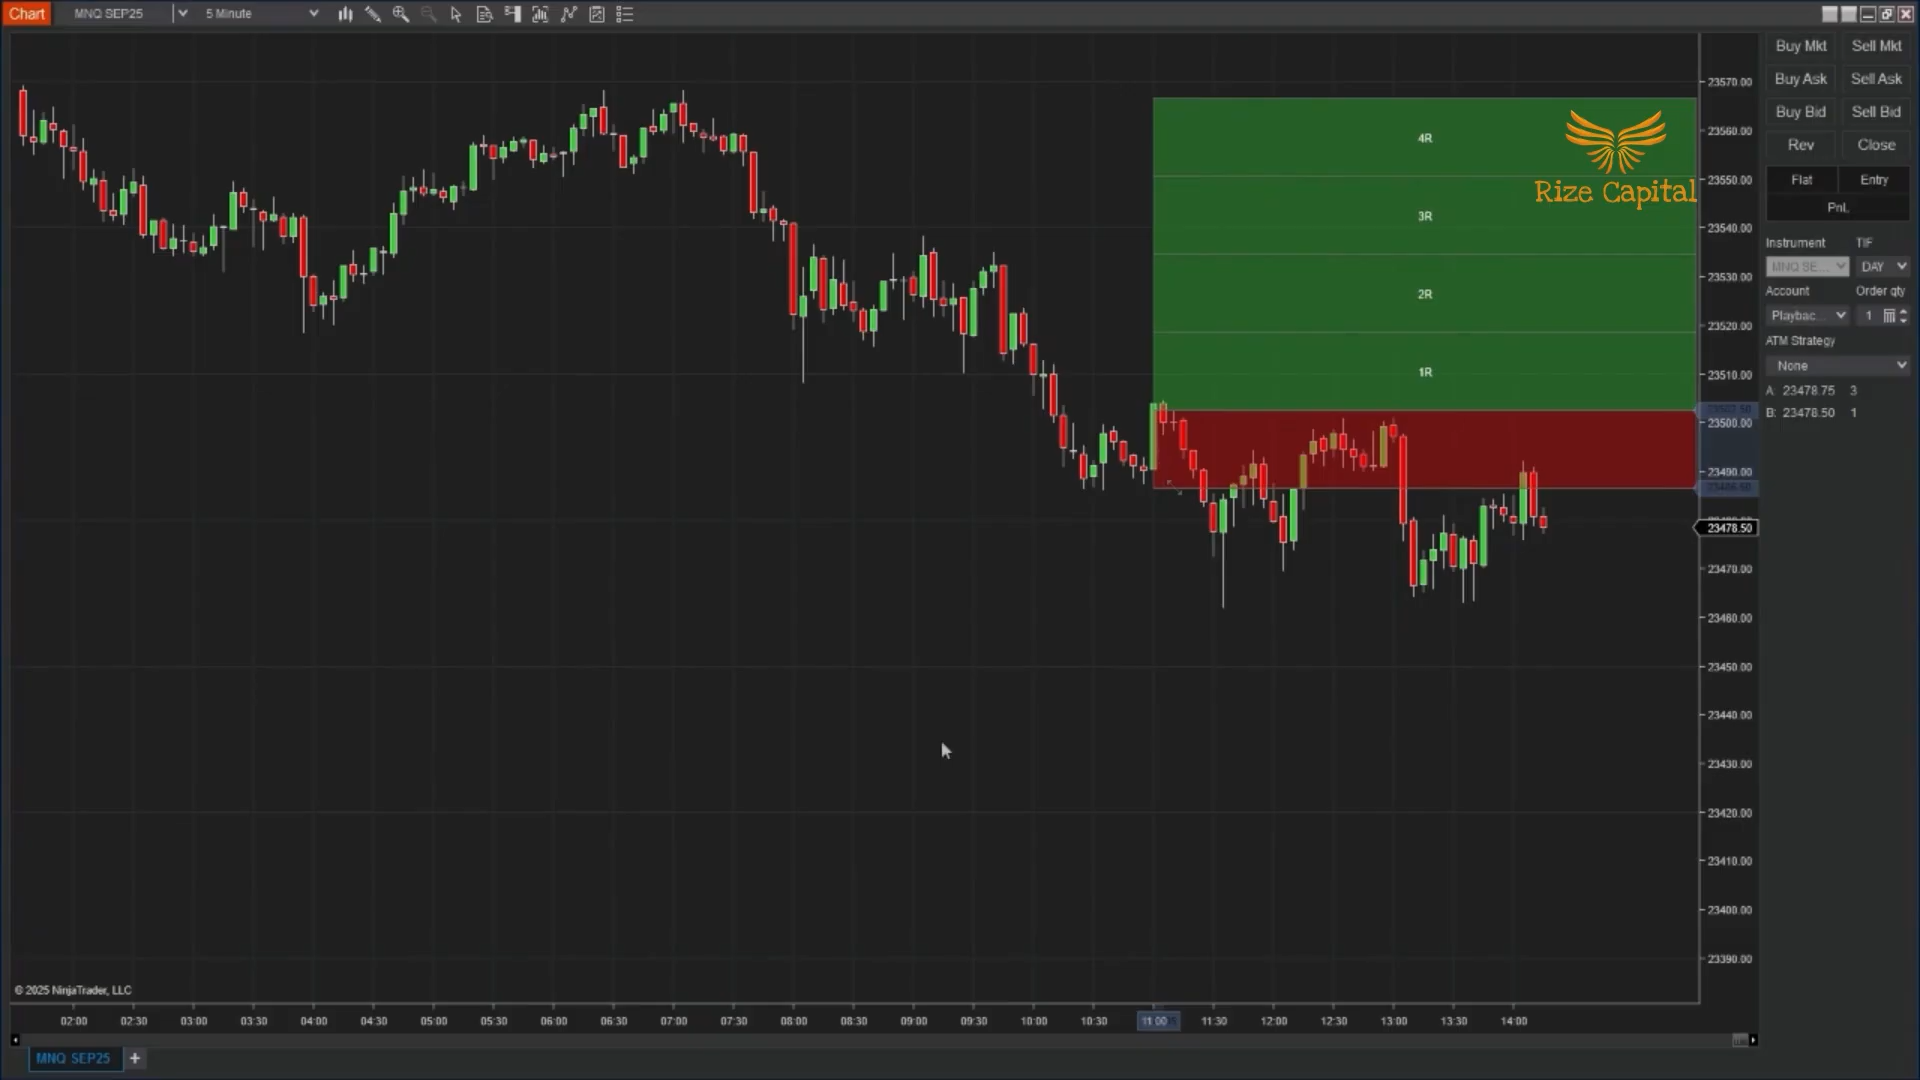 Chart MNQ SEP25 5 Minute
Buy Mkt Sell Mkt
Buy Ask Sell Ask
Buy Bid Sell Bid
Rev Close
Flat Entry
PnL
Instrument TIF
MNQ SE... DAY
Account Order qty
Playbac... 1
ATM Strategy
None
A: 23478.75 3
B: 23478.50 1
Rize Capital
4R
3R
2R
1R
23570.00
23560.00
23550.00
23540.00
23530.00
23520.00
23510.00
23502.50
23500.00
23490.00
23486.50
23478.50
23470.00
23460.00
23450.00
23440.00
23430.00
23420.00
23410.00
23400.00
23390.00
© 2025 NinjaTrader, LLC
02:00 02:30 03:00 03:30 04:00 04:30 05:00 05:30 06:00 06:30 07:00 07:30 08:00 08:30 09:00 09:30 10:00 10:30 11:00 11:30 12:00 12:30 13:00 13:30 14:00
MNQ SEP25 +